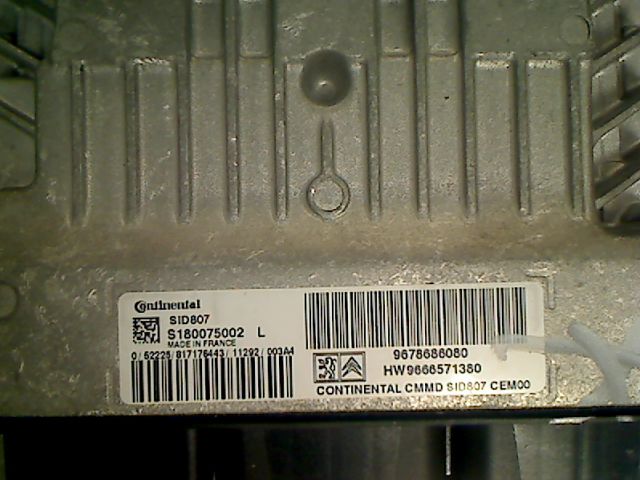 Continental
SID807
S180075002 L
MADE IN FRANCE
0/52225/817176443/11292/003A4
9678686080
HW9666571380
CONTINENTAL CMMD SID807 CEM00